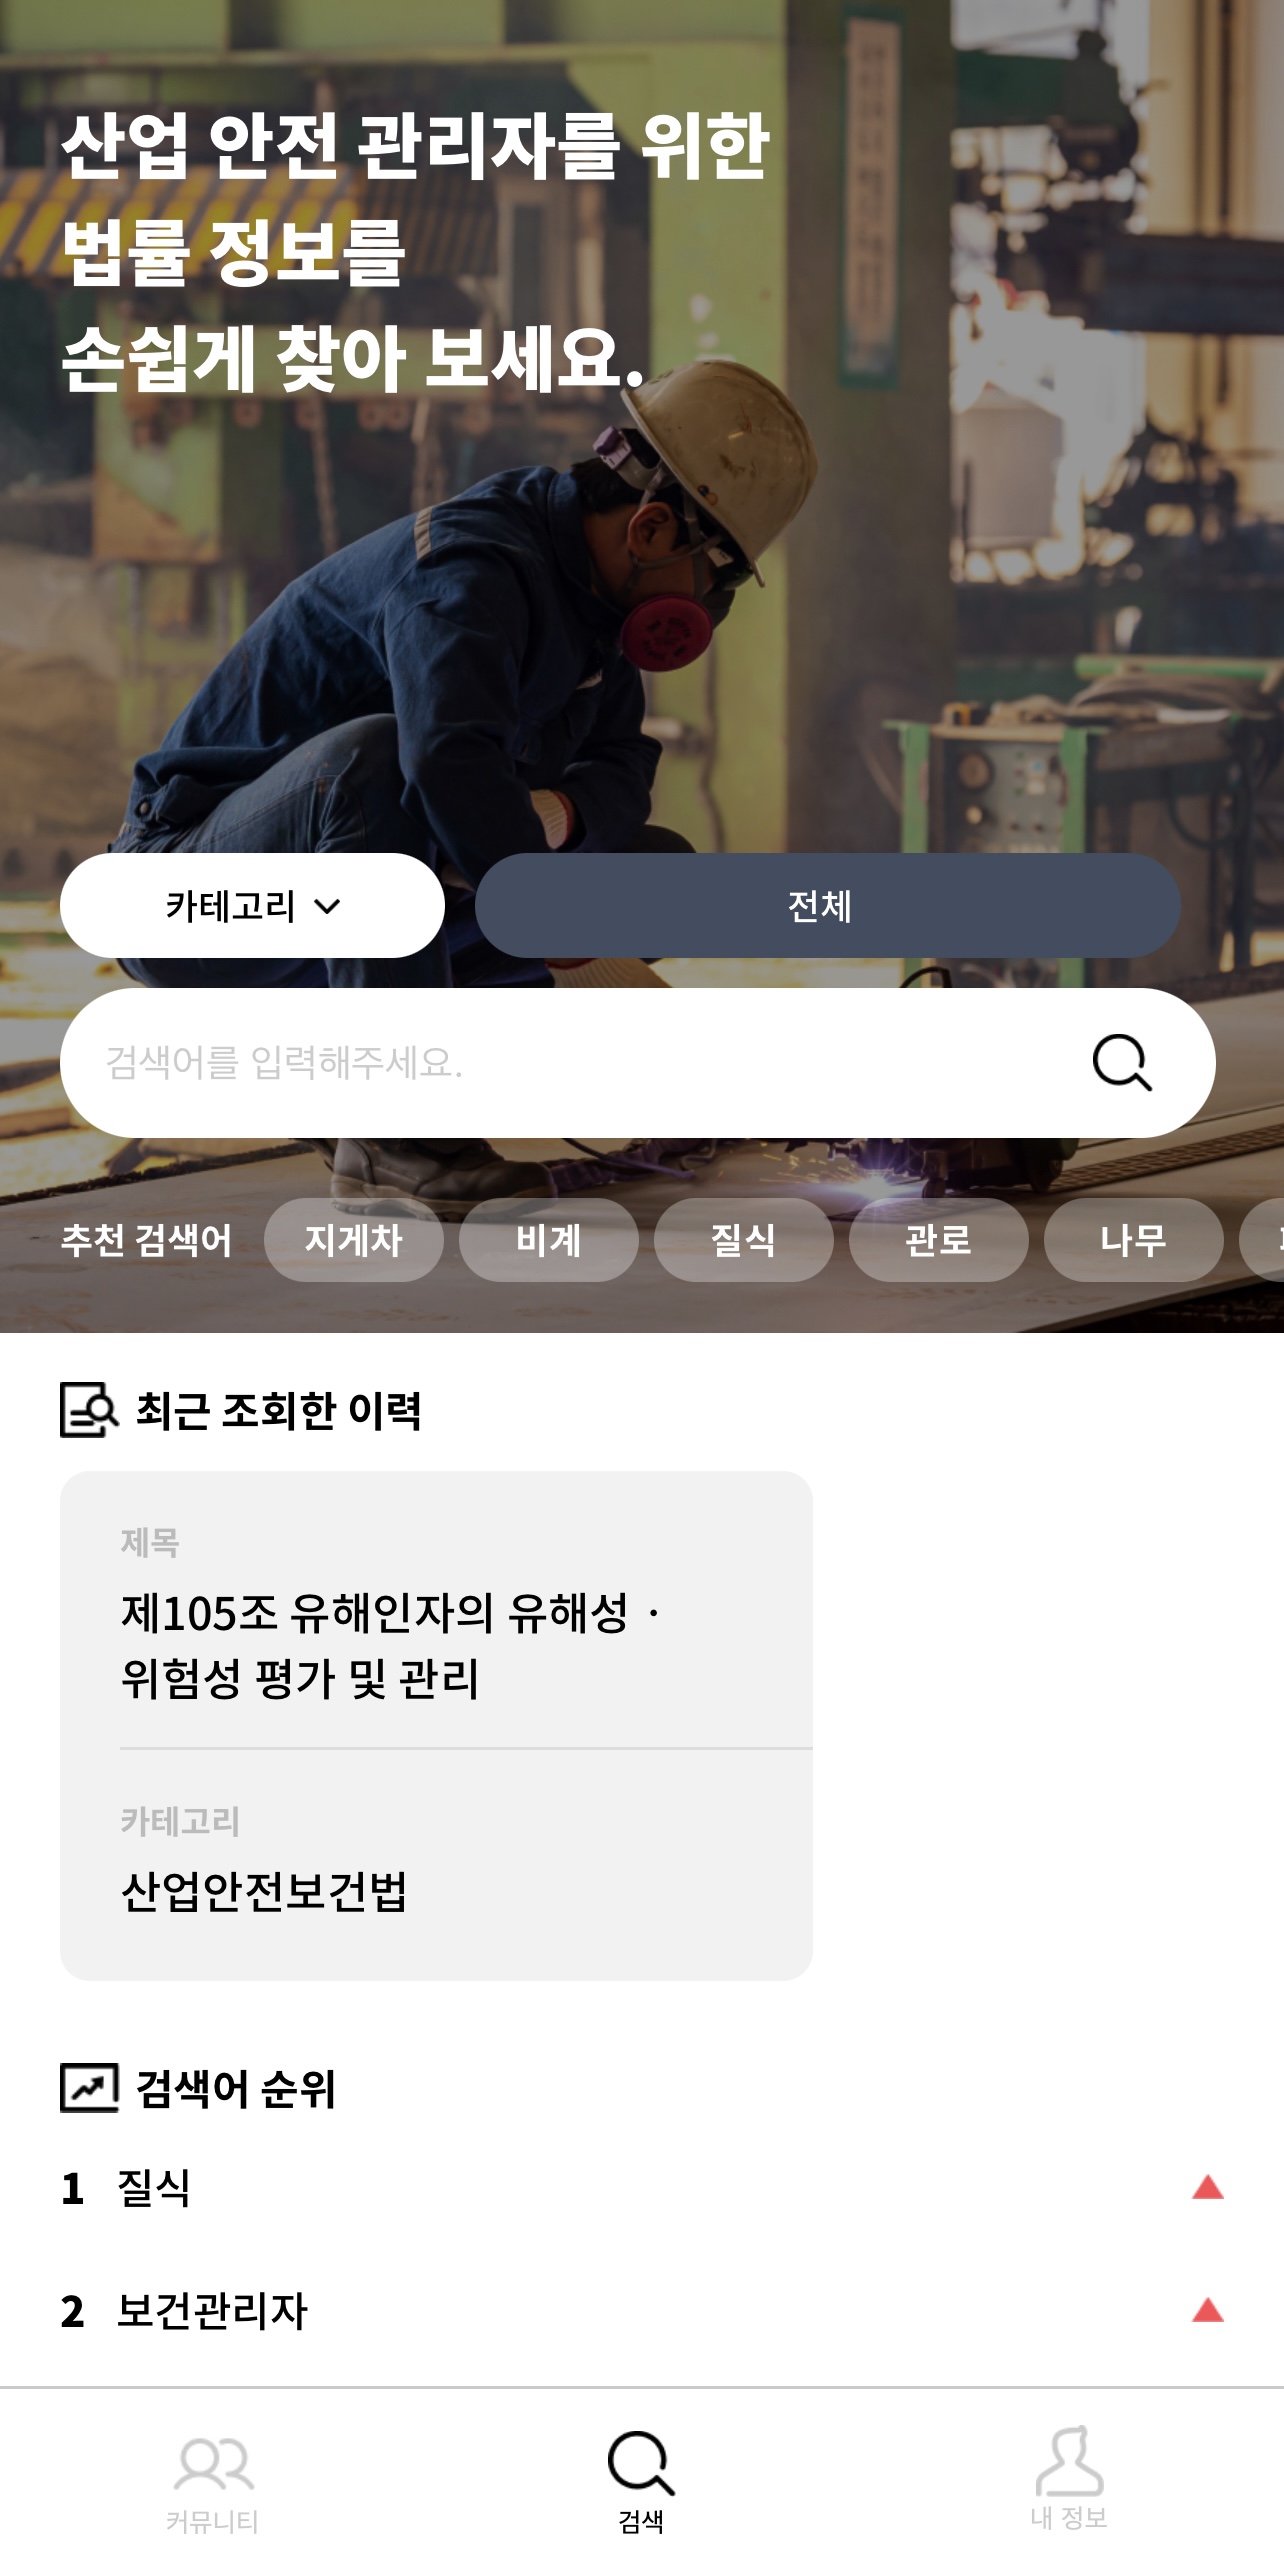 산업 안전 관리자를 위한
법률 정보를
손쉽게 찾아 보세요.
카테고리
전체
검색어를 입력해주세요.
추천 검색어
지게차
비계
질식
관로
나무
최근 조회한 이력
제목
제105조 유해인자의 유해성 ·
위험성 평가 및 관리
카테고리
산업안전보건법
검색어 순위
1 질식
2 보건관리자
커뮤니티
검색
내 정보